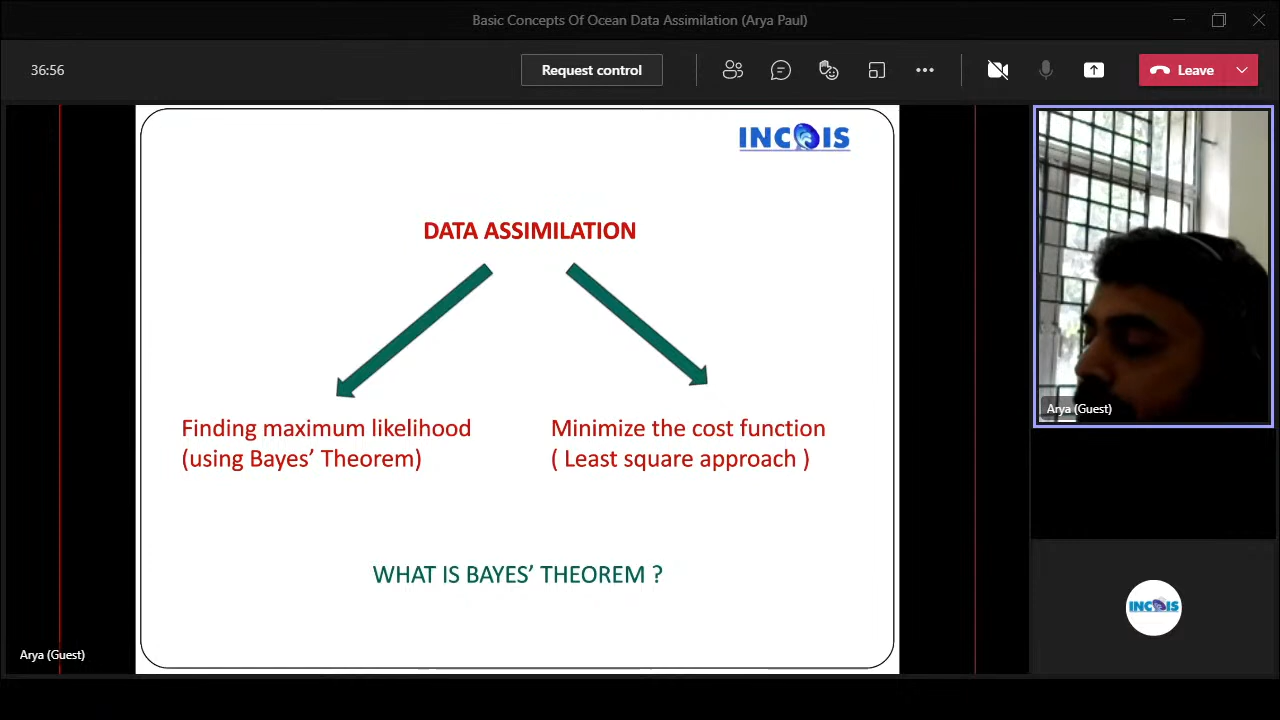 Basic Concepts Of Ocean Data Assimilation (Arya Paul)
36:56
Request control
Leave
INCOIS
DATA ASSIMILATION
Finding maximum likelihood
(using Bayes’ Theorem)
Minimize the cost function
( Least square approach )
WHAT IS BAYES’ THEOREM ?
Arya (Guest)
Arya (Guest)
INCOIS